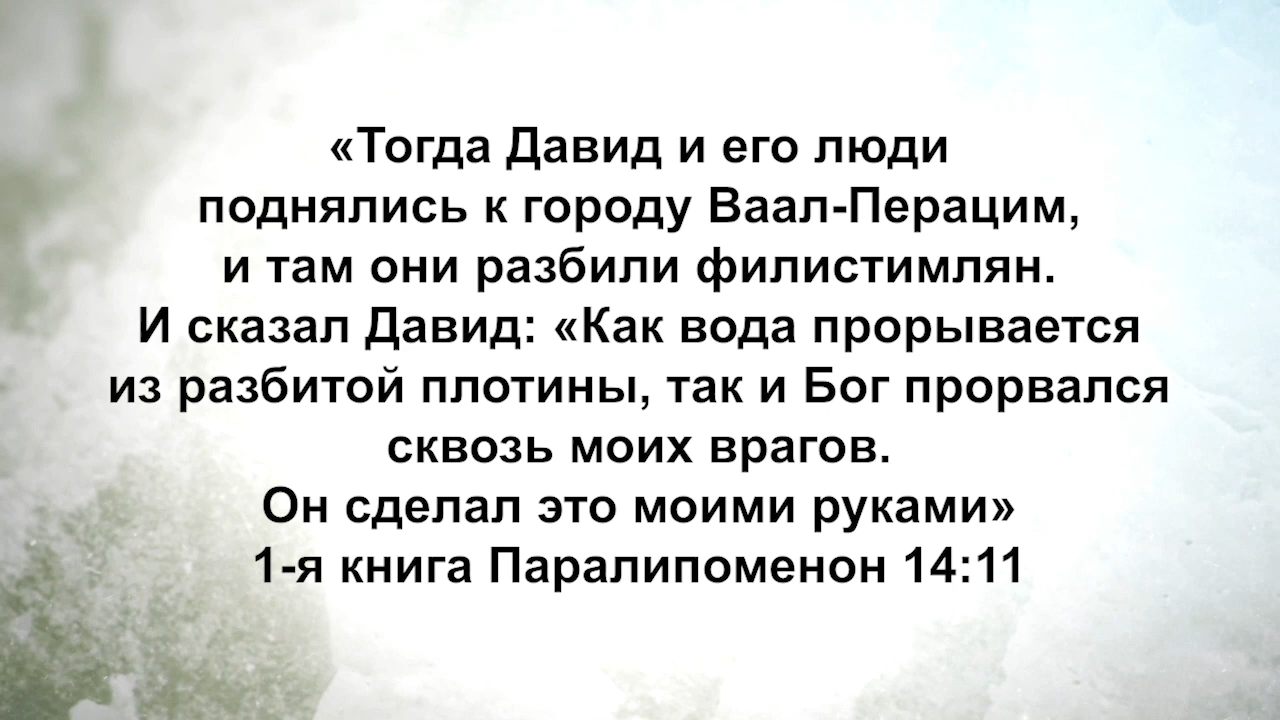 «Тогда Давид и его люди
поднялись к городу Ваал-Перацим,
и там они разбили филистимлян.
И сказал Давид: «Как вода прорывается
из разбитой плотины, так и Бог прорвался
сквозь моих врагов.
Он сделал это моими руками»
1-я книга Паралипоменон 14:11